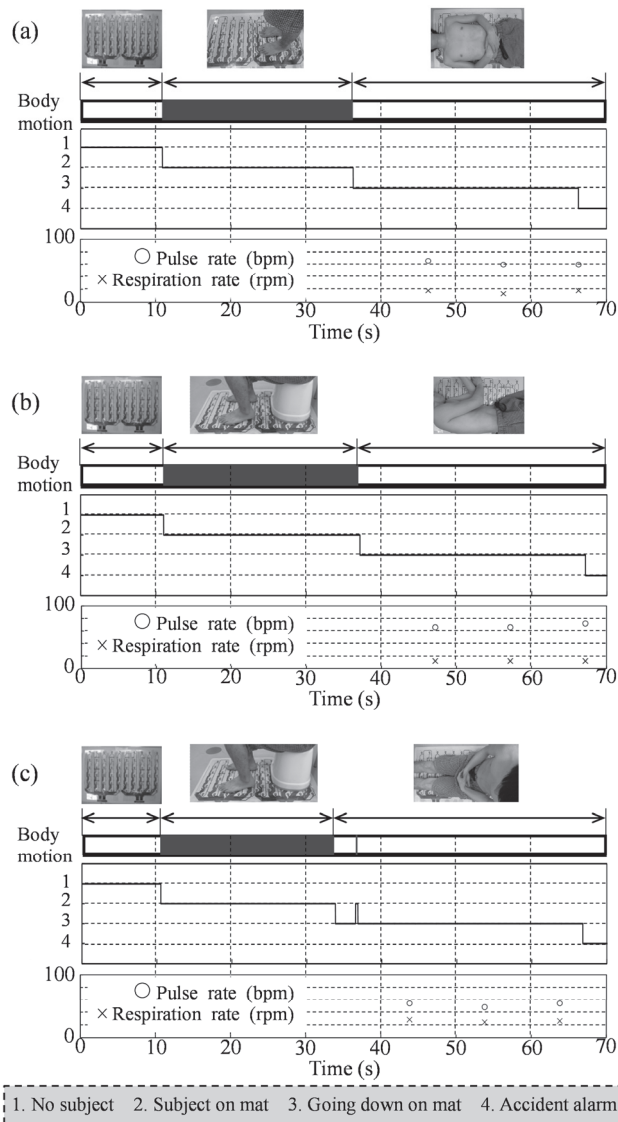 (a)
Body
motion
1
2
3
4
100
○ Pulse rate (bpm)
× Respiration rate (rpm)
0
0 10 20 30 40 50 60 70
Time (s)
(b)
Body
motion
1
2
3
4
100
○ Pulse rate (bpm)
× Respiration rate (rpm)
0
0 10 20 30 40 50 60 70
Time (s)
(c)
Body
motion
1
2
3
4
100
○ Pulse rate (bpm)
× Respiration rate (rpm)
0
0 10 20 30 40 50 60 70
Time (s)
1. No subject 2. Subject on mat 3. Going down on mat 4. Accident alarm